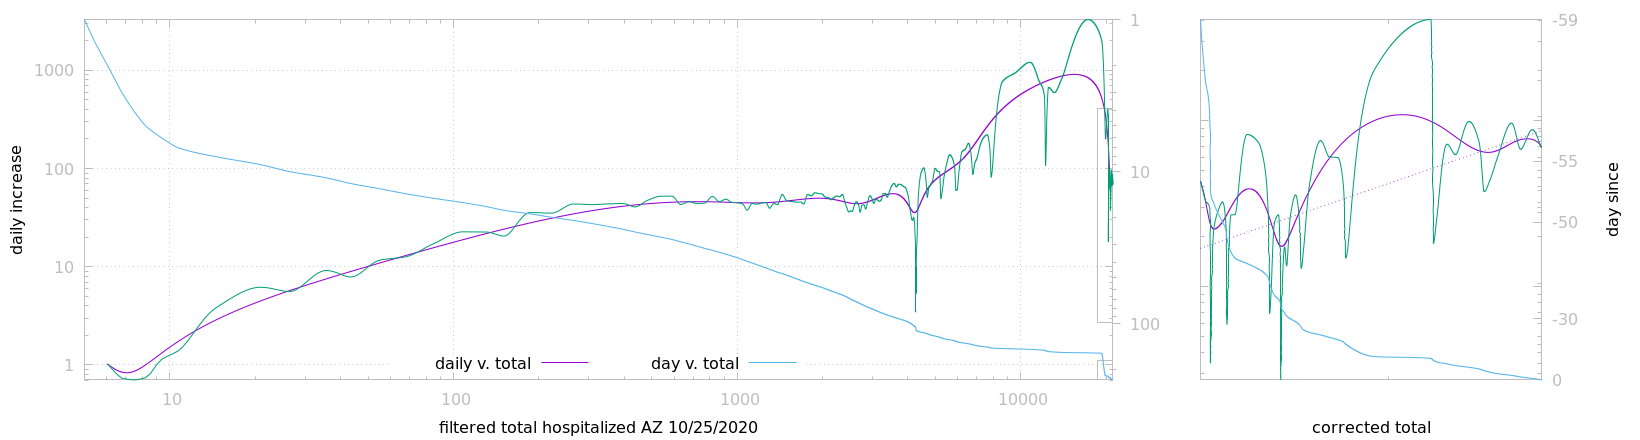 1000
100
10
1
daily increase
10
100
1000
10000
filtered total hospitalized AZ 10/25/2020
daily v. total
day v. total
1
10
100
-59
-55
-50
-30
0
day since
corrected total